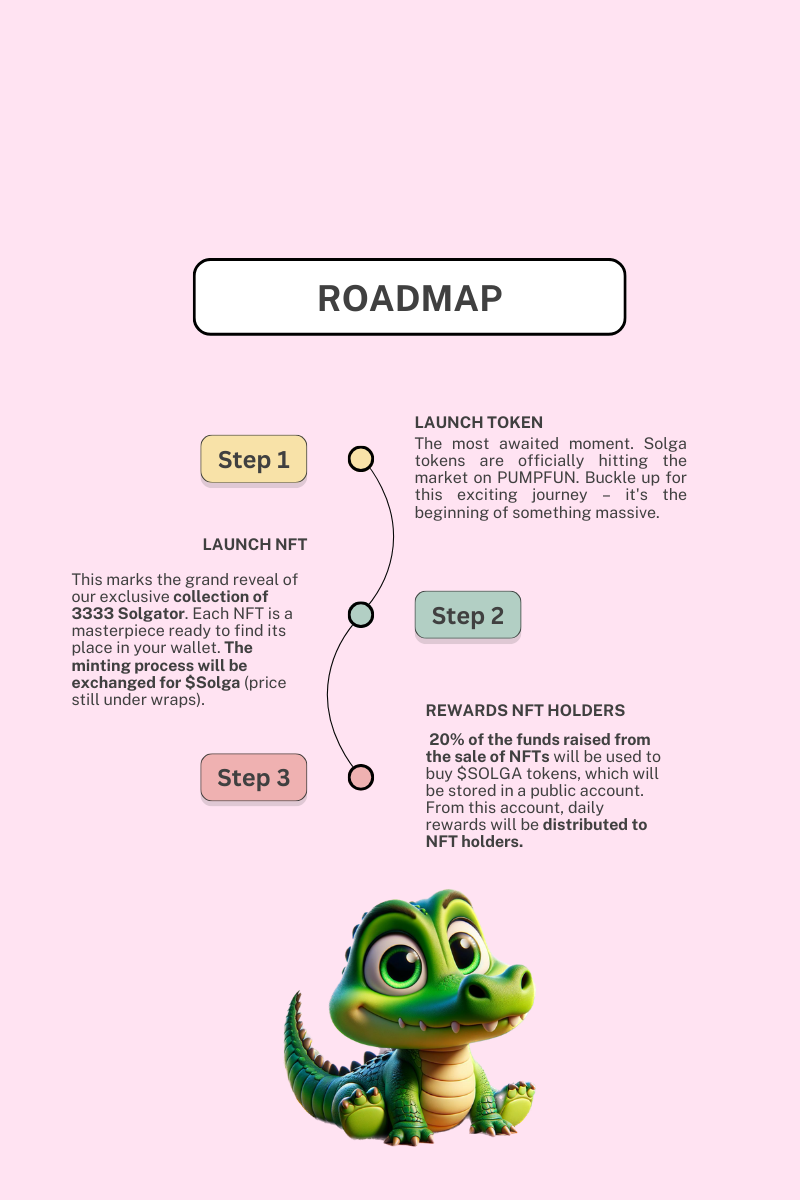 ROADMAP
Step 1
LAUNCH TOKEN
The most awaited moment. Solga
tokens are officially hitting the
market on PUMPFUN. Buckle up for
this exciting journey – it's the
beginning of something massive.
Step 2
LAUNCH NFT
This marks the grand reveal of
our exclusive collection of
3333 Solgator. Each NFT is a
masterpiece ready to find its
place in your wallet. The
minting process will be
exchanged for $Solga (price
still under wraps).
Step 3
REWARDS NFT HOLDERS
20% of the funds raised from
the sale of NFTs will be used to
buy $SOLGA tokens, which will
be stored in a public account.
From this account, daily
rewards will be distributed to
NFT holders.